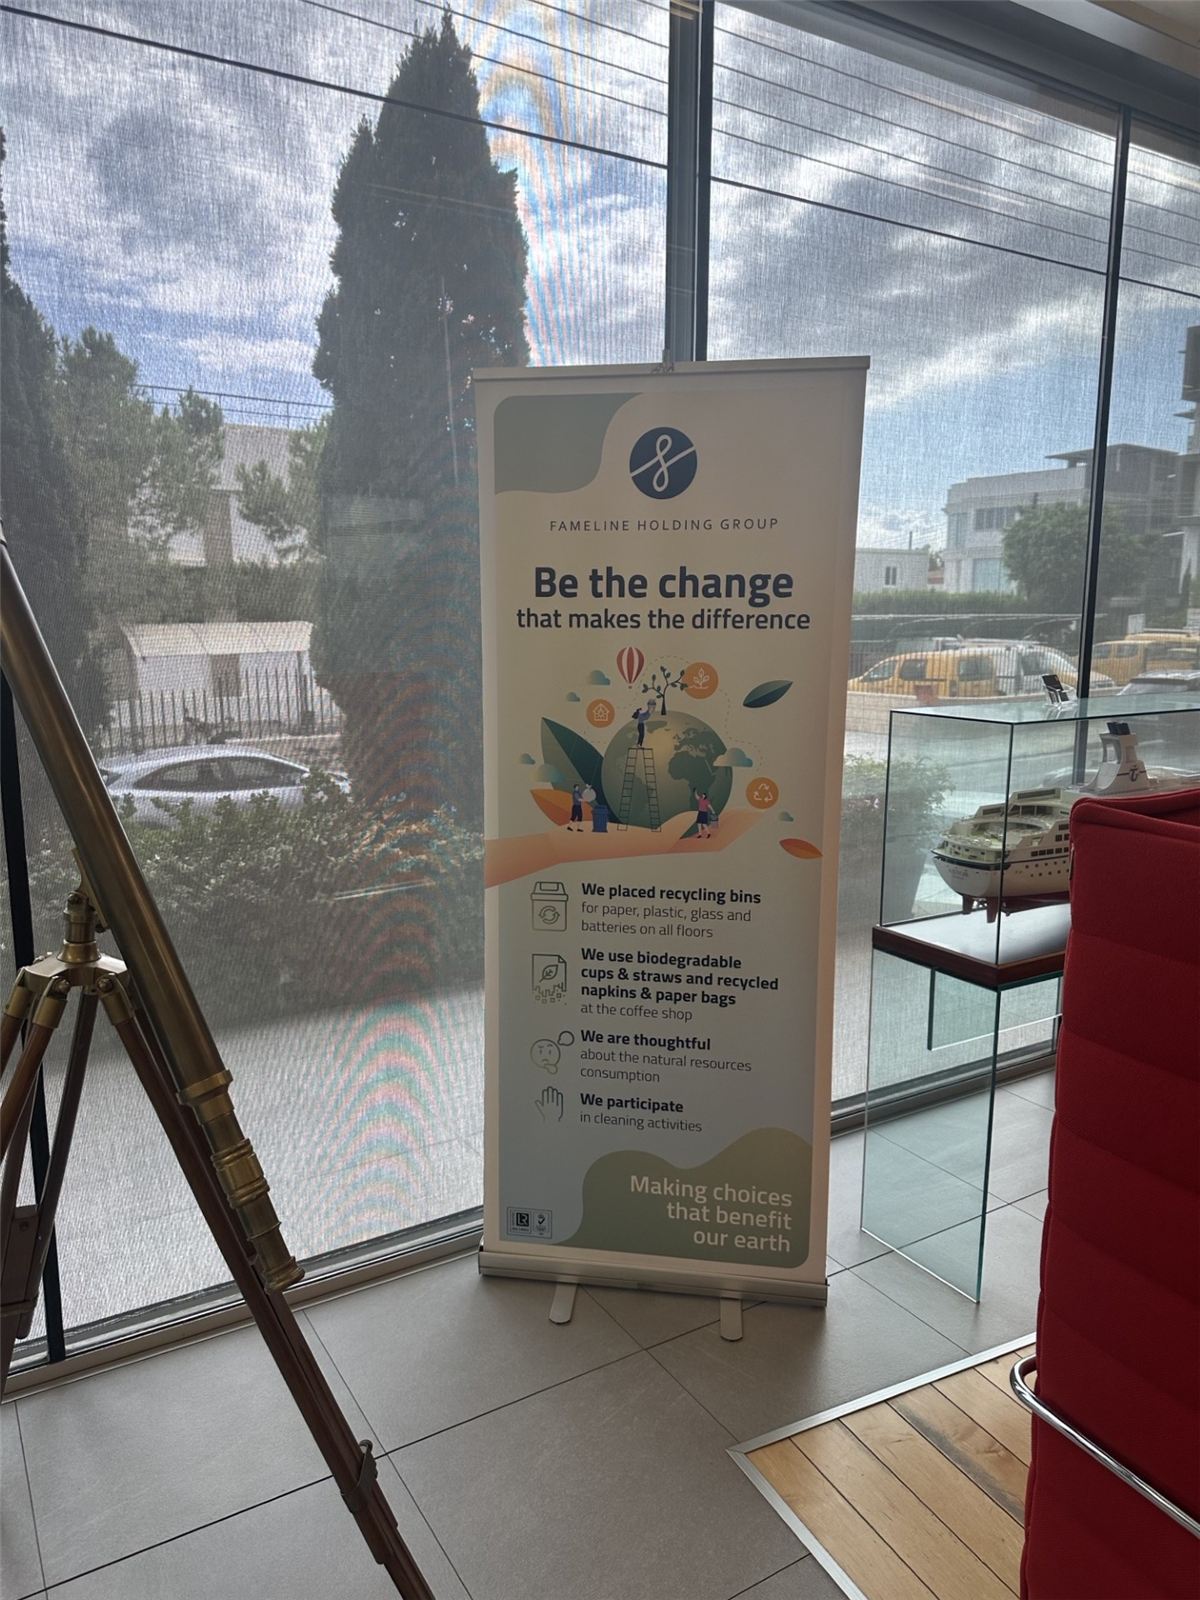 FAMELINE HOLDING GROUP
Be the change
that makes the difference
We placed recycling bins
for paper, plastic, glass and
batteries on all floors
We use biodegradable
cups & straws and recycled
napkins & paper bags
at the coffee shop
We are thoughtful
about the natural resources
consumption
We participate
in cleaning activities
Making choices
that benefit
our earth
LR